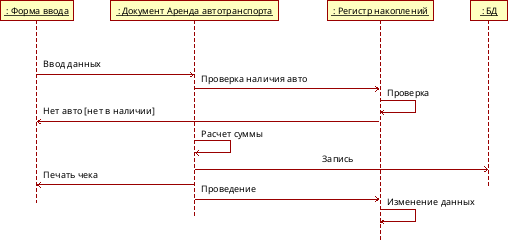 : Форма ввода
: Документ Аренда автотранспорта
: Регистр накоплений
: БД
Ввод данных
Проверка наличия авто
Проверка
Нет авто [нет в наличии]
Расчет суммы
Запись
Печать чека
Проведение
Изменение данных